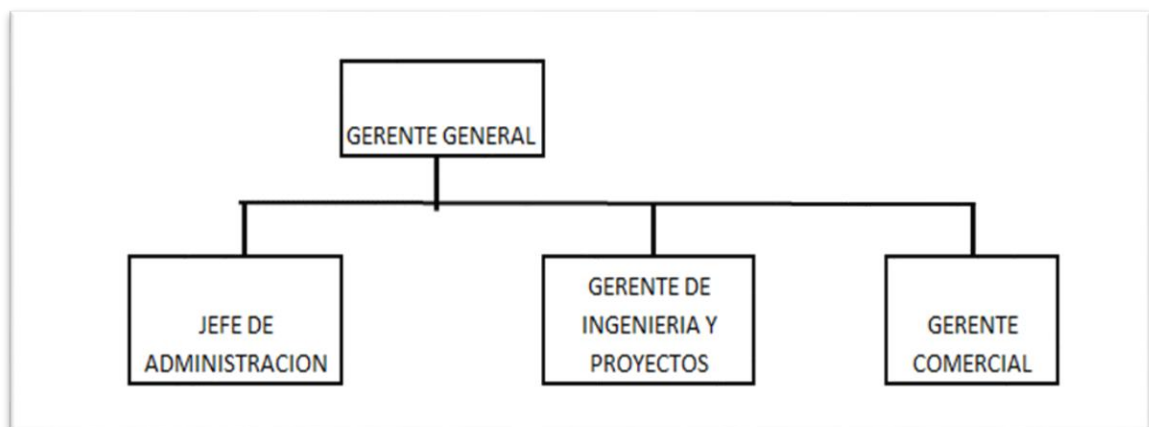 GERENTE GENERAL
JEFE DE
ADMINISTRACION
GERENTE DE
INGENIERIA Y
PROYECTOS
GERENTE
COMERCIAL